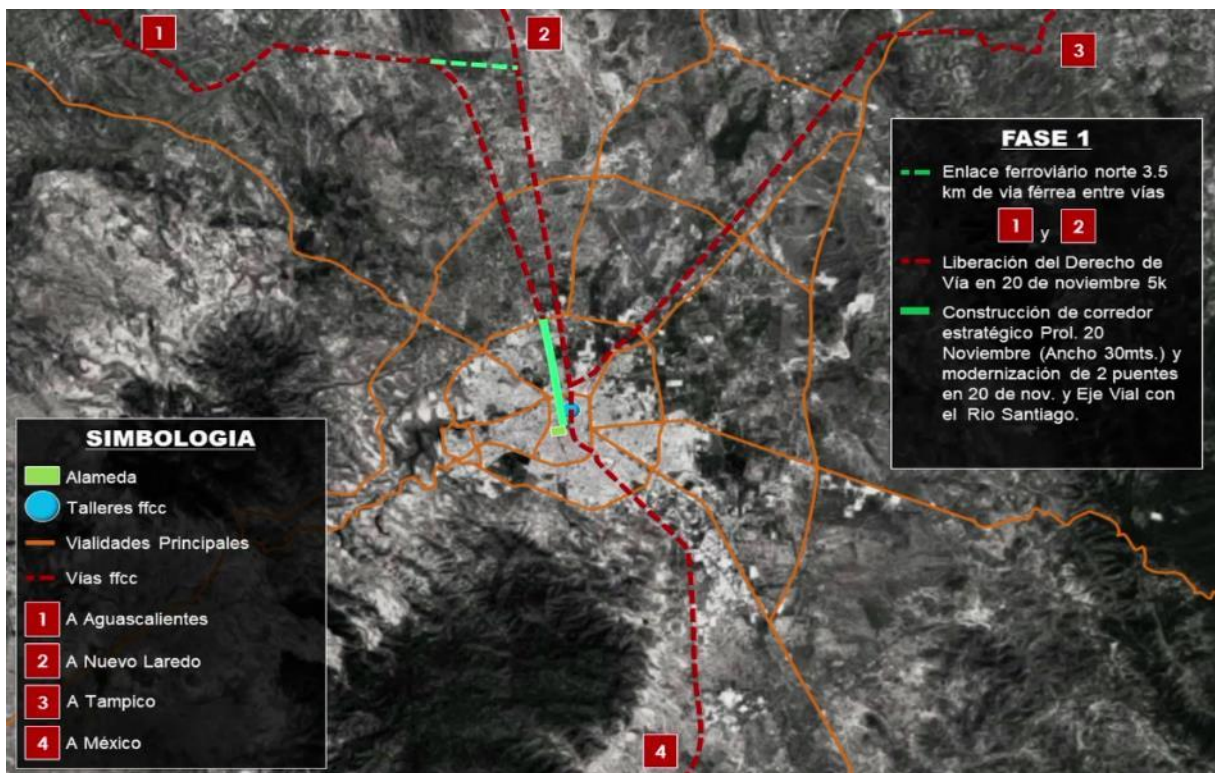 1
2
3
FASE 1
Enlace ferroviário norte 3.5
km de via férrea entre vías
1 y 2
Liberación del Derecho de
Vía en 20 de noviembre 5k
Construcción de corredor
estratégico Prol. 20
Noviembre (Ancho 30mts.) y
modernización de 2 puentes
en 20 de nov. y Eje Vial con
el Rio Santiago.
SIMBOLOGIA
Alameda
Talleres ffcc
Vialidades Principales
Vías ffcc
1 A Aguascalientes
2 A Nuevo Laredo
3 A Tampico
4 A México
4